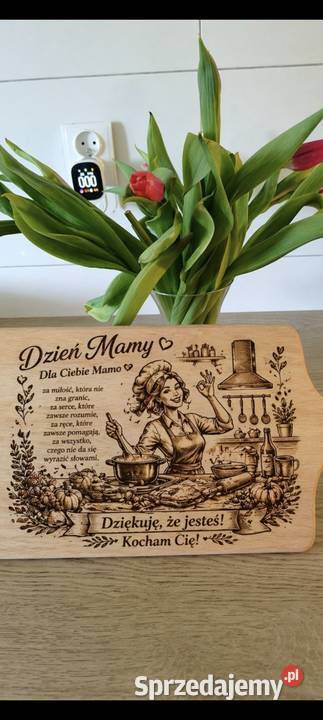 000
Dzień Mamy
Dla Ciebie Mamo
za miłość, która nie
zna granic,
za serce, które
zawsze rozumie,
za ręce, które
zawsze pomagają,
za wszystko,
czego nie da się
wyrazić słowami.
Dziękuję, że jesteś!
Kocham Cię!
Sprzedajemy.pl